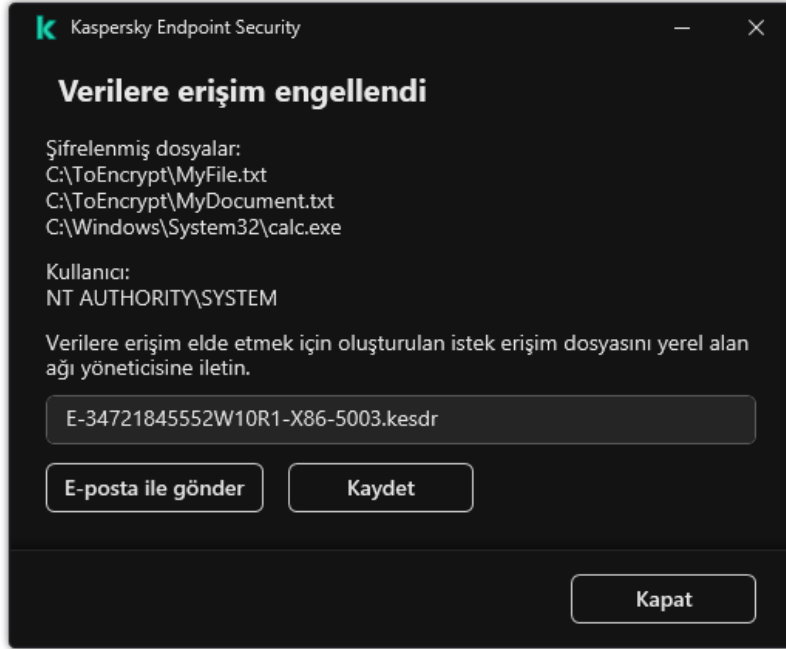 Kaspersky Endpoint Security
Verilere erişim engellendi
Şifrelenmiş dosyalar:
C:\ToEncrypt\MyFile.txt
C:\ToEncrypt\MyDocument.txt
C:\Windows\System32\calc.exe
Kullanıcı:
NT AUTHORITY\SYSTEM
Verilere erişim elde etmek için oluşturulan istek erişim dosyasını yerel alan
ağı yöneticisine iletin.
E-34721845552W10R1-X86-5003.kesdr
E-posta ile gönder Kaydet
Kapat